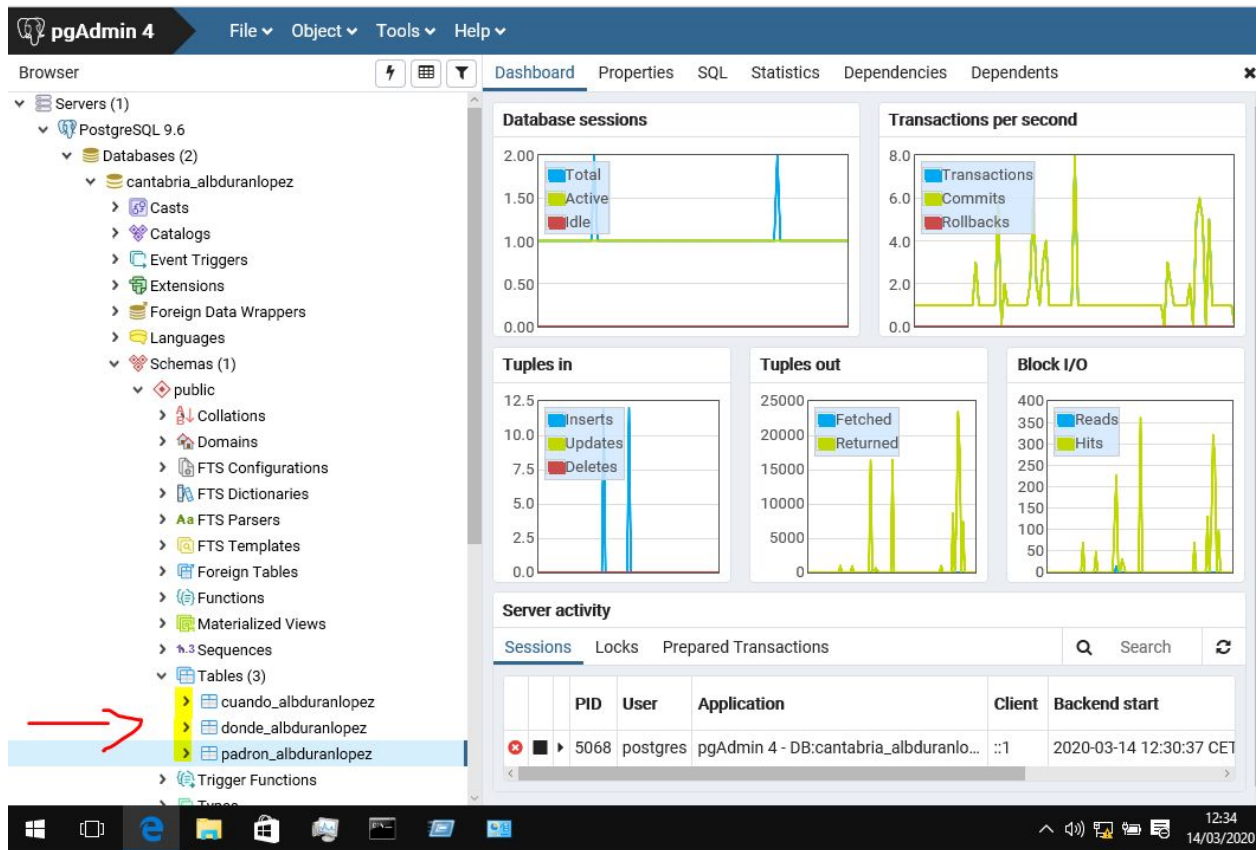 pgAdmin 4 File Object Tools Help
Browser
Dashboard Properties SQL Statistics Dependencies Dependents
Servers (1)
PostgreSQL 9.6
Databases (2)
cantabria_albduranlopez
Casts
Catalogs
Event Triggers
Extensions
Foreign Data Wrappers
Languages
Schemas (1)
public
Collations
Domains
FTS Configurations
FTS Dictionaries
Aa FTS Parsers
FTS Templates
Foreign Tables
Functions
Materialized Views
1..3 Sequences
Tables (3)
cuando_albduranlopez
donde_albduranlopez
padron_albduranlopez
Trigger Functions
Types
Database sessions
2.00
1.50
1.00
0.50
0.00
Total
Active
Idle
Transactions per second
8.0
6.0
4.0
2.0
0.0
Transactions
Commits
Rollbacks
Tuples in
12.5
10.0
7.5
5.0
2.5
0.0
Inserts
Updates
Deletes
Tuples out
25000
20000
15000
10000
5000
0
Fetched
Returned
Block I/O
400
350
300
250
200
150
100
50
0
Reads
Hits
Server activity
Sessions Locks Prepared Transactions Search
PID User Application Client Backend start
5068 postgres pgAdmin 4 - DB:cantabria_albduranlo... ::1 2020-03-14 12:30:37 CET
12:34
14/03/2020